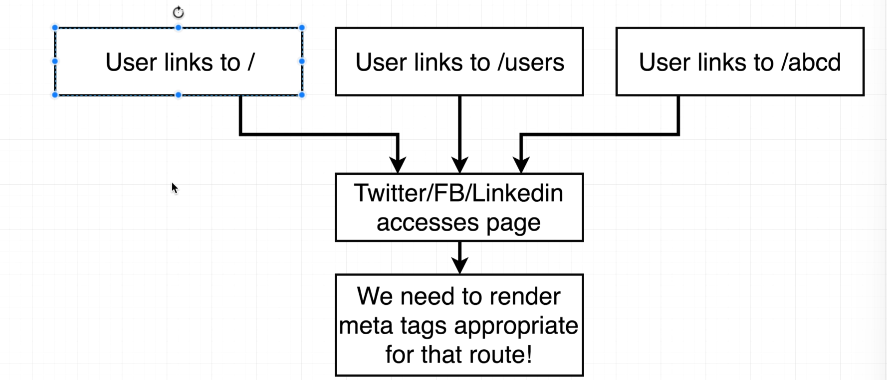 User links to /
User links to /users
User links to /abcd
Twitter/FB/Linkedin
accesses page
We need to render
meta tags appropriate
for that route!